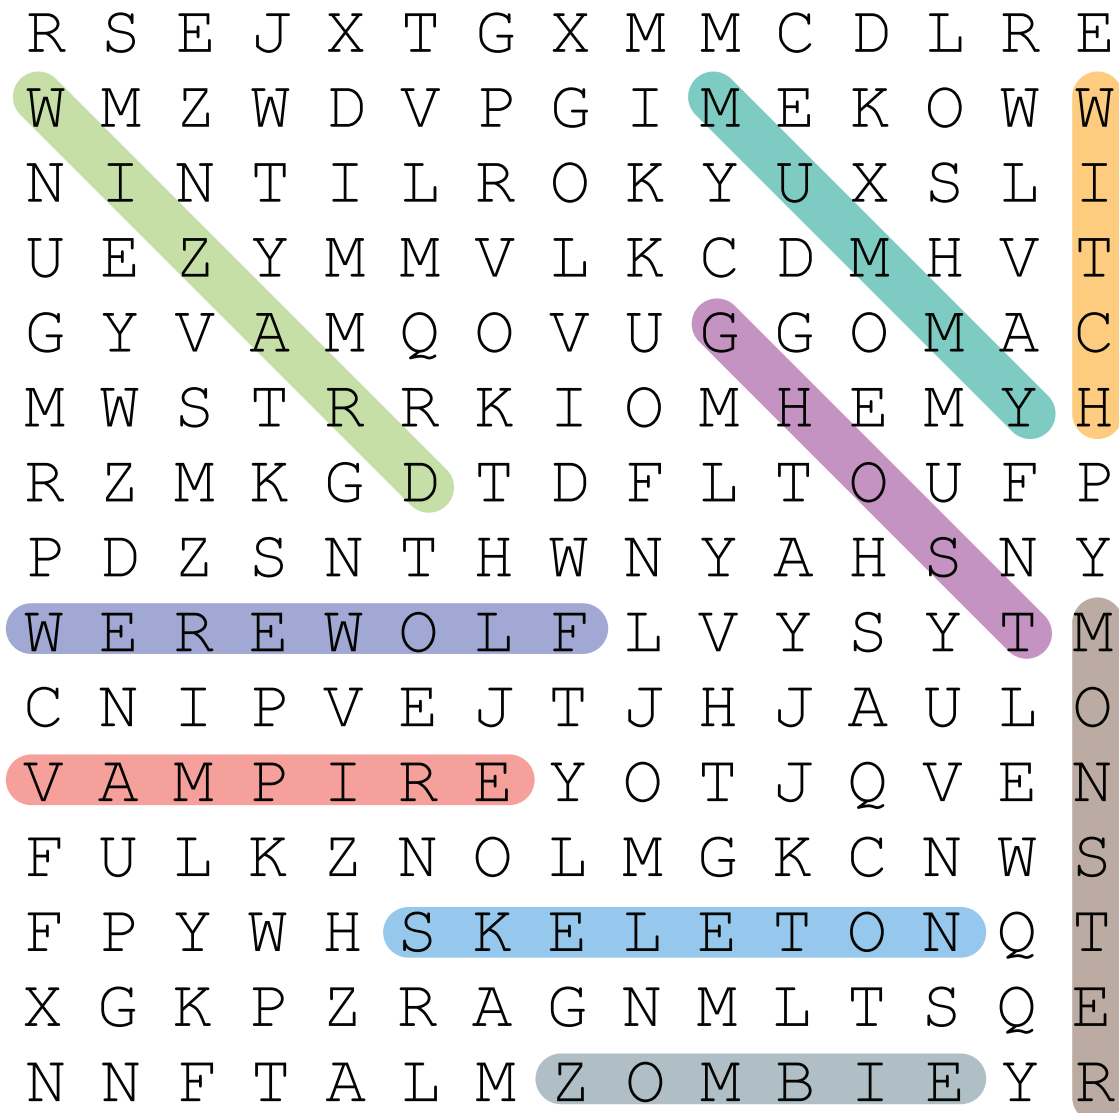 R S E J X T G X M M C D L R E
W M Z W D V P G I M E K O W W
N I N T I L R O K Y U X S L I
U E Z Y M M V L K C D M H V T
G Y V A M Q O V U G G O M A C
M W S T R R K I O M H E M Y H
R Z M K G D T D F L T O U F P
P D Z S N T H W N Y A H S N Y
W E R E W O L F L V Y S Y T M
C N I P V E J T J H J A U L O
V A M P I R E Y O T J Q V E N
F U L K Z N O L M G K C N W S
F P Y W H S K E L E T O N Q T
X G K P Z R A G N M L T S Q E
N N F T A L M Z O M B I E Y R